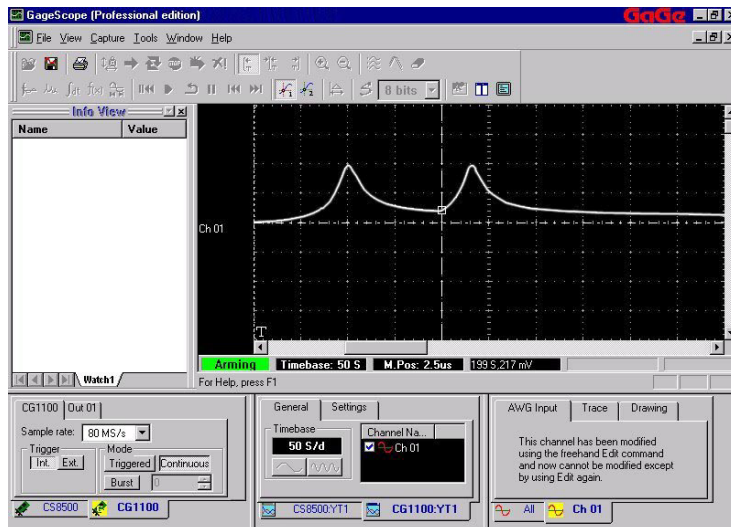 GageScope (Professional edition)
GaGe
File View Capture Tools Window Help
8 bits
Info View
Name Value
Ch 01
T
Watch1
Arming Timebase: 50 S M.Pos: 2.5us 199 S,217 mV
For Help, press F1
CG1100 Out 01
Sample rate: 80 MS/s
Trigger
Int. Ext.
Mode
Triggered Continuous
Burst 0
CS8500 CG1100
General Settings
Timebase
50 S/d
Channel Na...
Ch 01
CS8500:YT1 CG1100:YT1
AWG Input Trace Drawing
This channel has been modified
using the freehand Edit command
and now cannot be modified except
by using Edit again.
All Ch 01